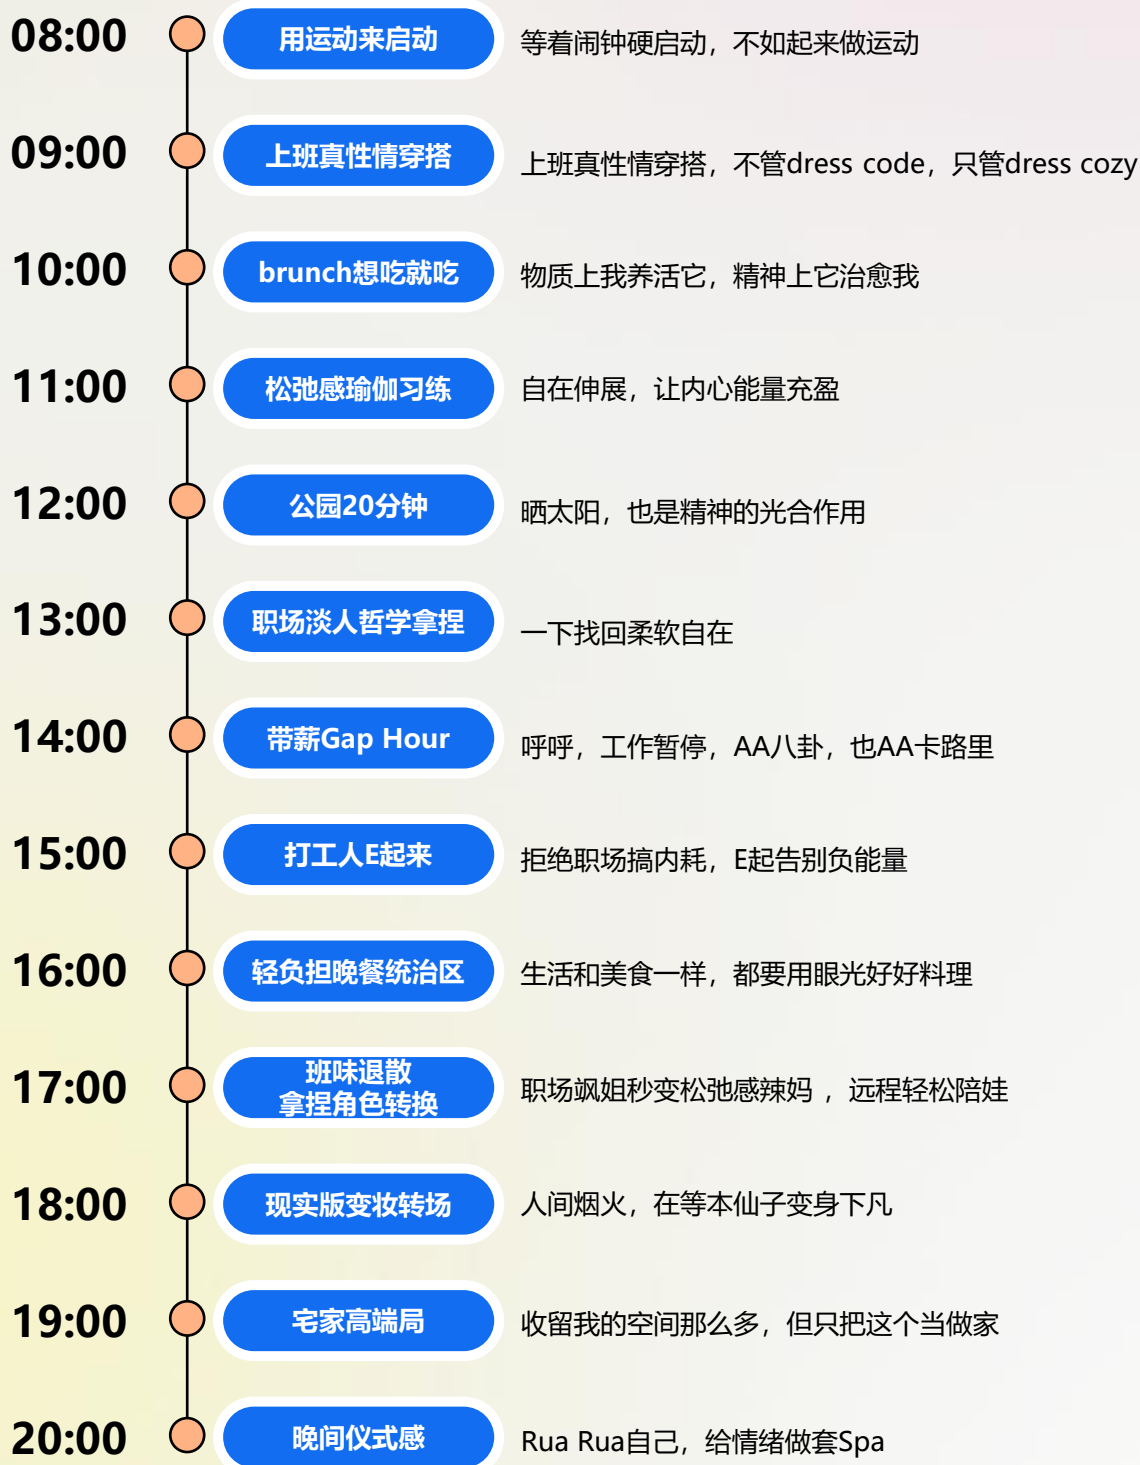 08:00 用运动来启动 等着闹钟硬启动，不如起来做运动
09:00 上班真性情穿搭 上班真性情穿搭，不管dress code，只管dress cozy
10:00 brunch想吃就吃 物质上我养活它，精神上它治愈我
11:00 松弛感瑜伽习练 自在伸展，让内心能量充盈
12:00 公园20分钟 晒太阳，也是精神的光合作用
13:00 职场淡人哲学拿捏 一下找回柔软自在
14:00 带薪Gap Hour 呼呼，工作暂停，AA八卦，也AA卡路里
15:00 打工人E起来 拒绝职场搞内耗，E起告别负能量
16:00 轻负担晚餐统治区 生活和美食一样，都要用眼光好好料理
17:00 班味退散
拿捏角色转换 职场飒姐秒变松弛感辣妈 ，远程轻松陪娃
18:00 现实版变妆转场 人间烟火，在等本仙子变身下凡
19:00 宅家高端局 收留我的空间那么多，但只把这个当做家
20:00 晚间仪式感 Rua Rua自己，给情绪做套Spa